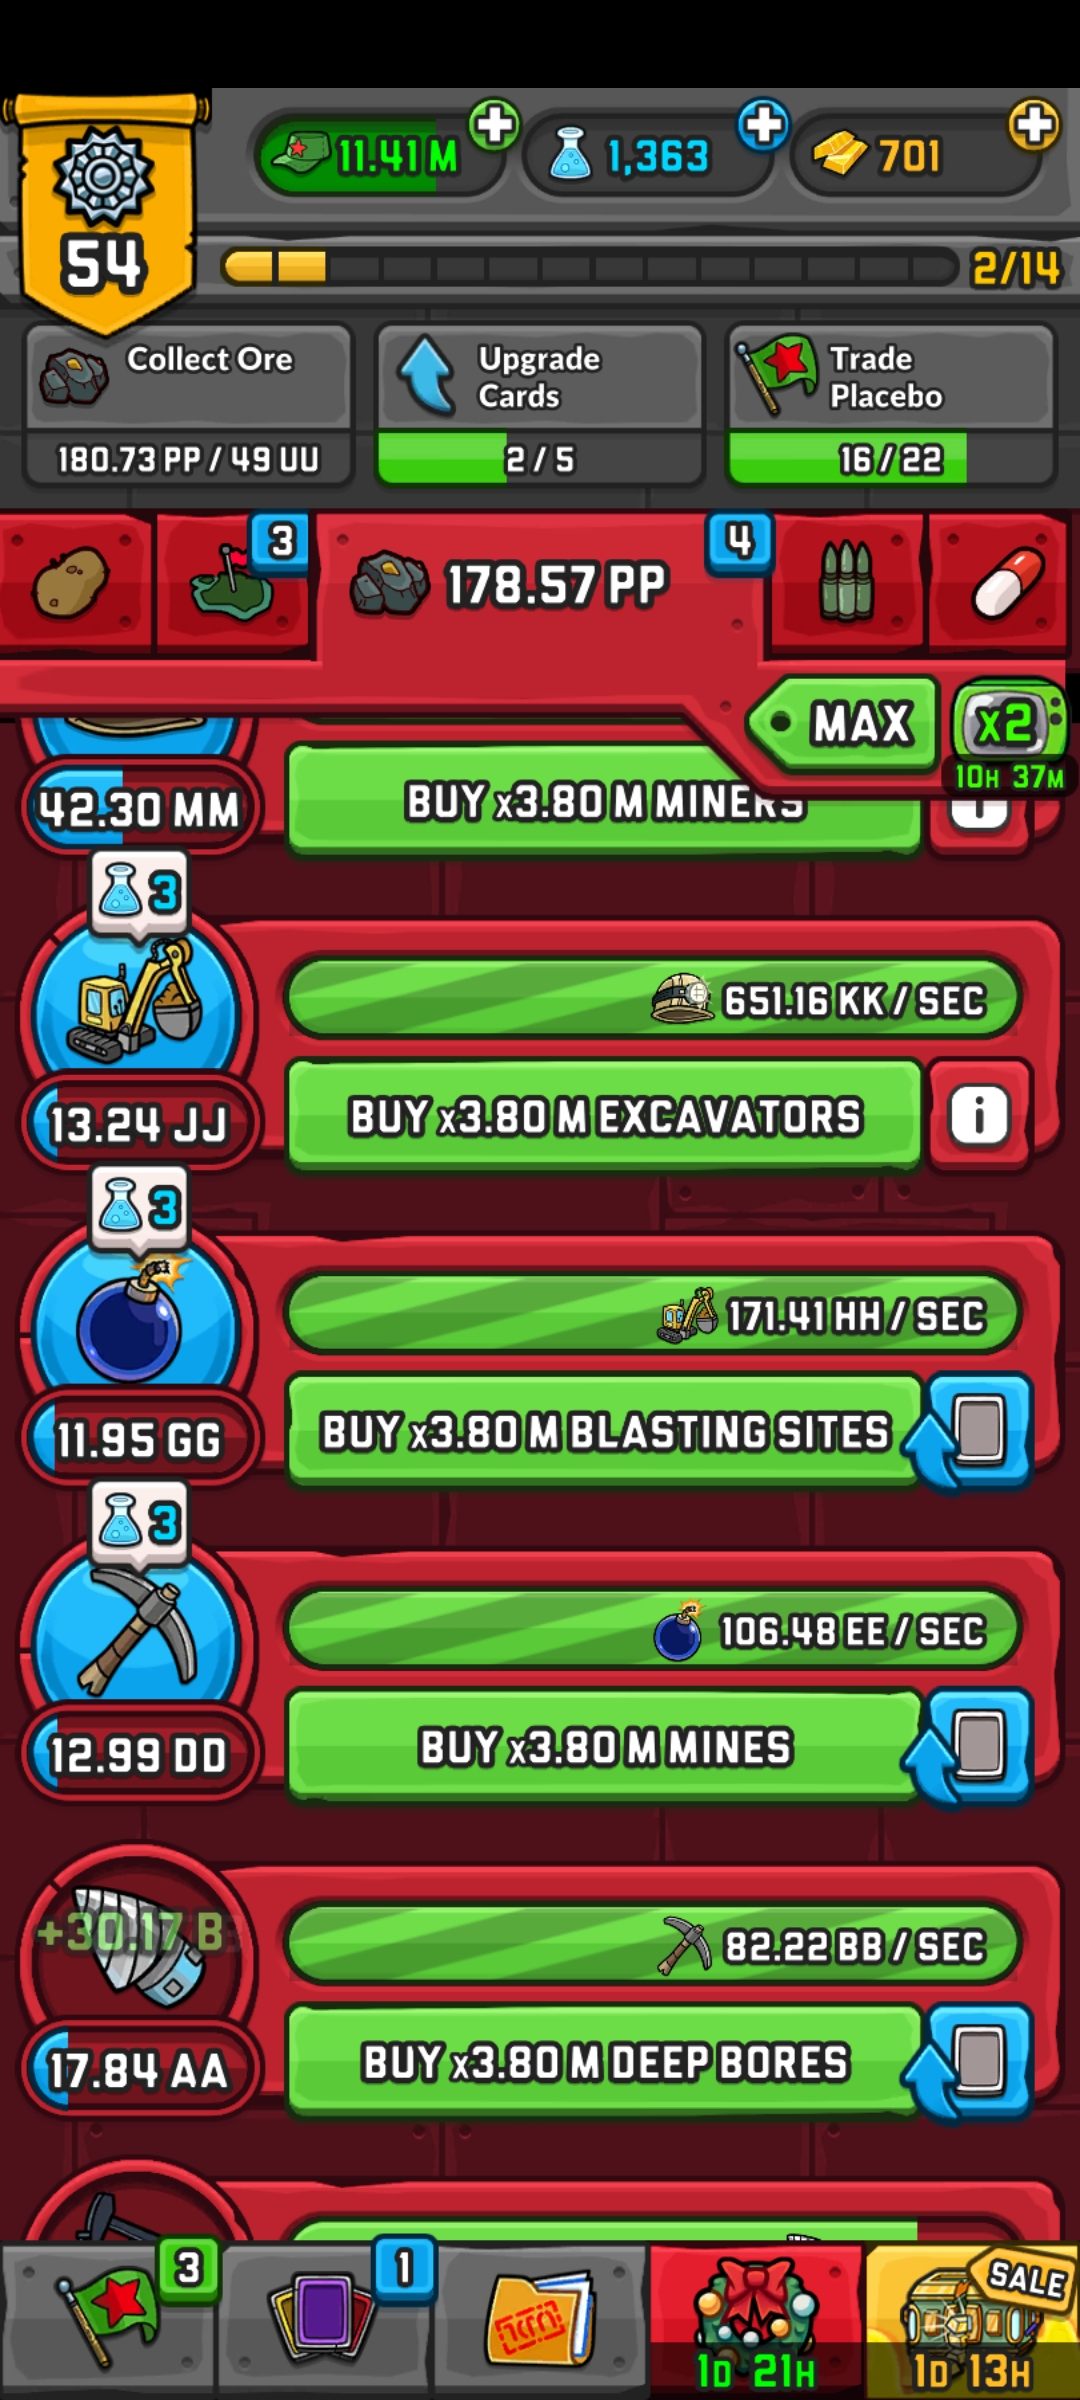 11.41 M
1,363
701
54
2/14
Collect Ore
180.73 PP / 49 UU
Upgrade
Cards
2 / 5
Trade
Placebo
16 / 22
3
178.57 PP
4
MAX
x2
10H 37M
42.30 MM
BUY x3.80 M MINERS
3
651.16 KK / SEC
13.24 JJ
BUY x3.80 M EXCAVATORS
i
3
171.41 HH / SEC
11.95 GG
BUY x3.80 M BLASTING SITES
3
106.48 EE / SEC
12.99 DD
BUY x3.80 M MINES
+30.17 B
82.22 BB / SEC
17.84 AA
BUY x3.80 M DEEP BORES
3
1
SALE
1D 21H
1D 13H